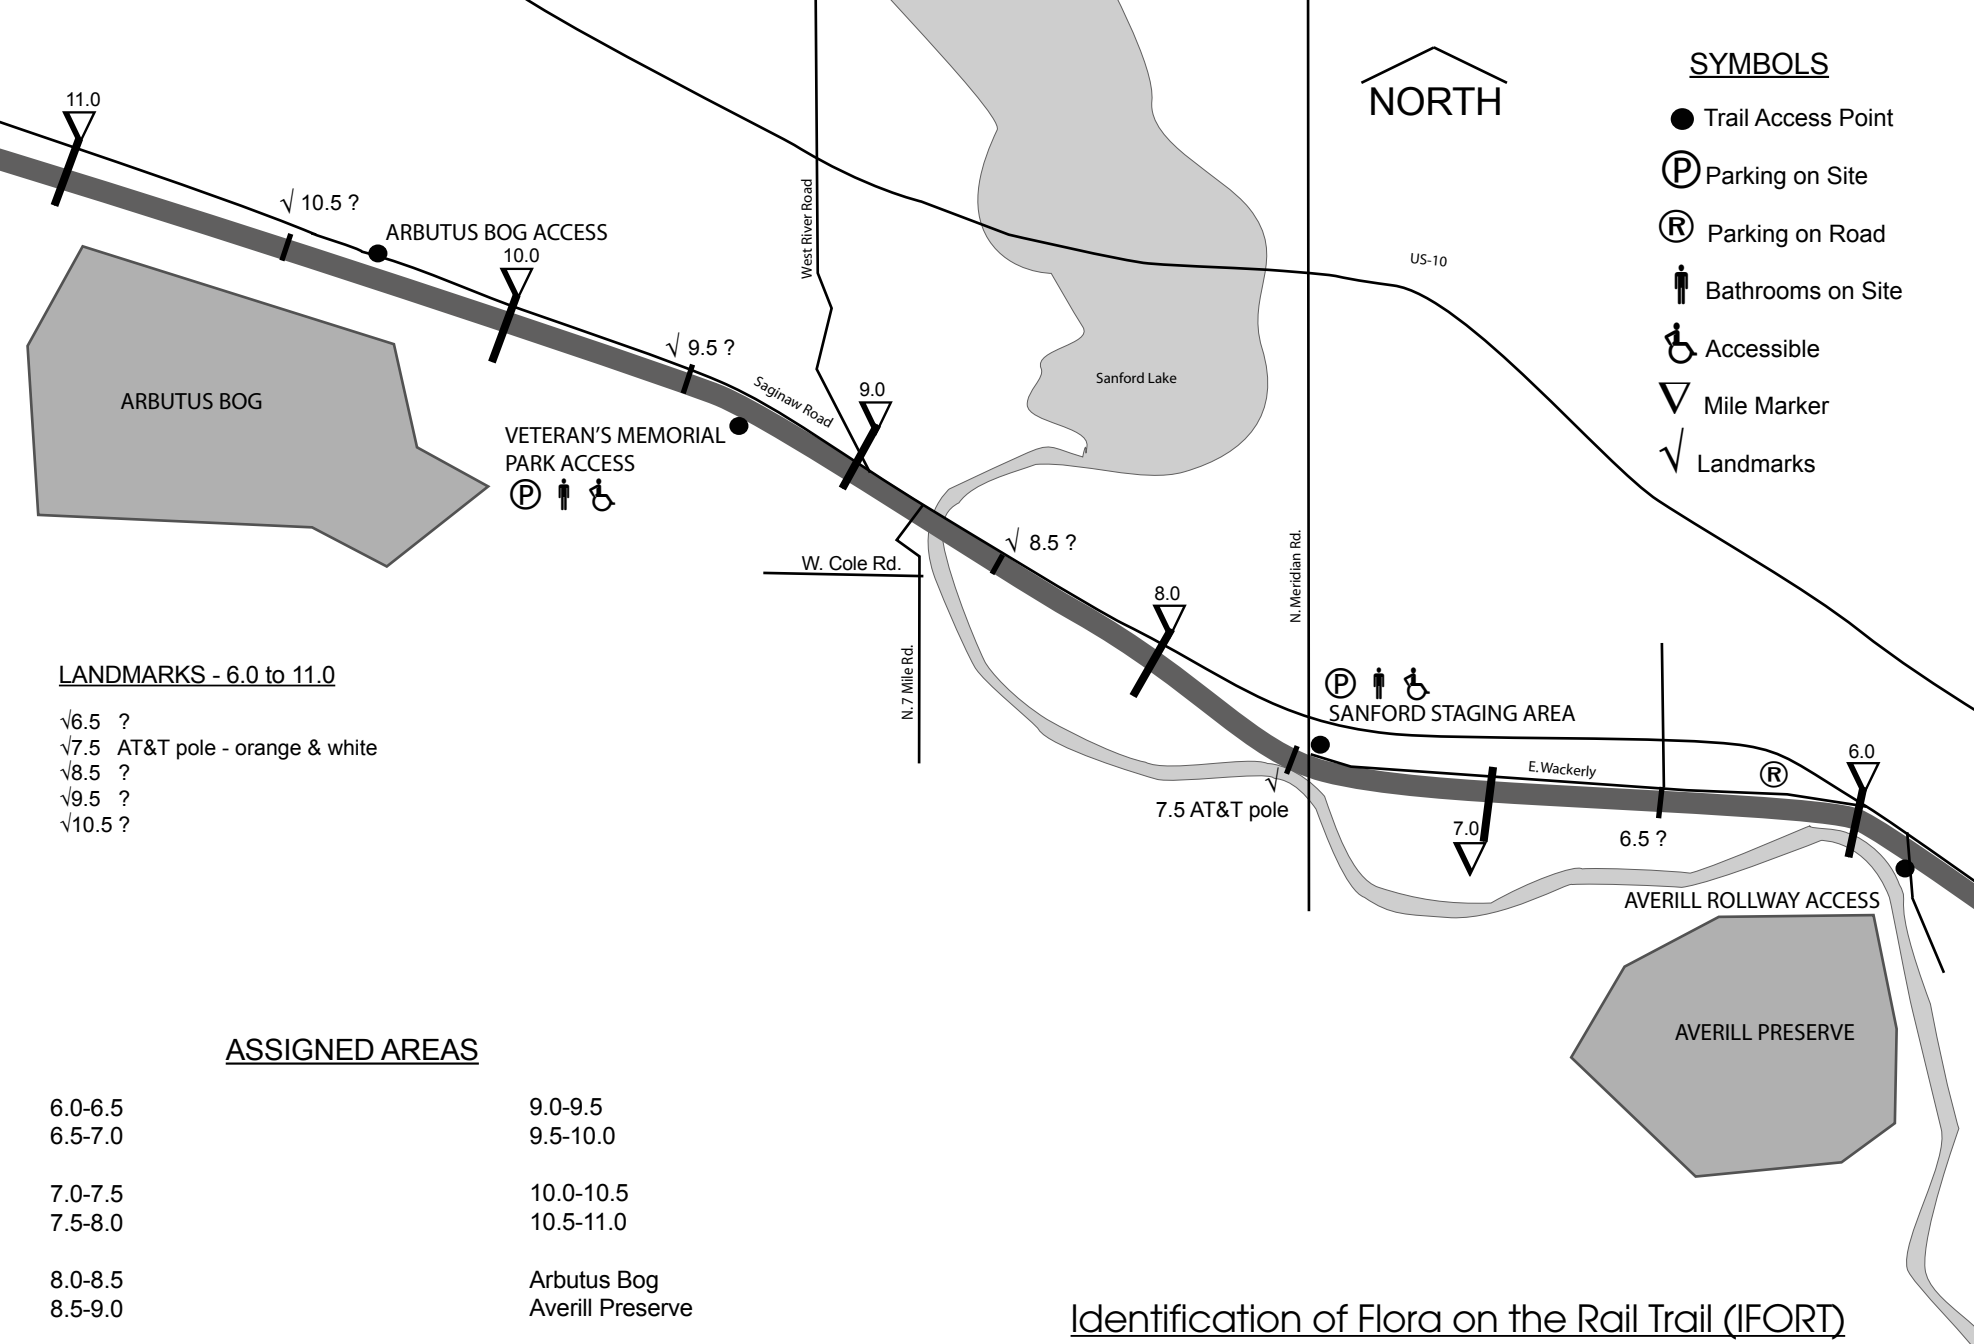 11.0
√ 10.5 ?
ARBUTUS BOG ACCESS
10.0
ARBUTUS BOG
√ 9.5 ?
Saginaw Road
West River Road
9.0
VETERAN'S MEMORIAL
PARK ACCESS
P
W. Cole Rd.
N.7 Mile Rd.
Sanford Lake
√ 8.5 ?
8.0
N. Meridian Rd.
US-10
NORTH
SYMBOLS
Trail Access Point
P Parking on Site
R Parking on Road
Bathrooms on Site
Accessible
Mile Marker
√ Landmarks
P
SANFORD STAGING AREA
√
7.5 AT&T pole
E. Wackerly
7.0
6.5 ?
R
6.0
AVERILL ROLLWAY ACCESS
AVERILL PRESERVE
LANDMARKS - 6.0 to 11.0
√6.5 ?
√7.5 AT&T pole - orange & white
√8.5 ?
√9.5 ?
√10.5 ?
ASSIGNED AREAS
6.0-6.5
6.5-7.0
7.0-7.5
7.5-8.0
8.0-8.5
8.5-9.0
9.0-9.5
9.5-10.0
10.0-10.5
10.5-11.0
Arbutus Bog
Averill Preserve
Identification of Flora on the Rail Trail (IFORT)